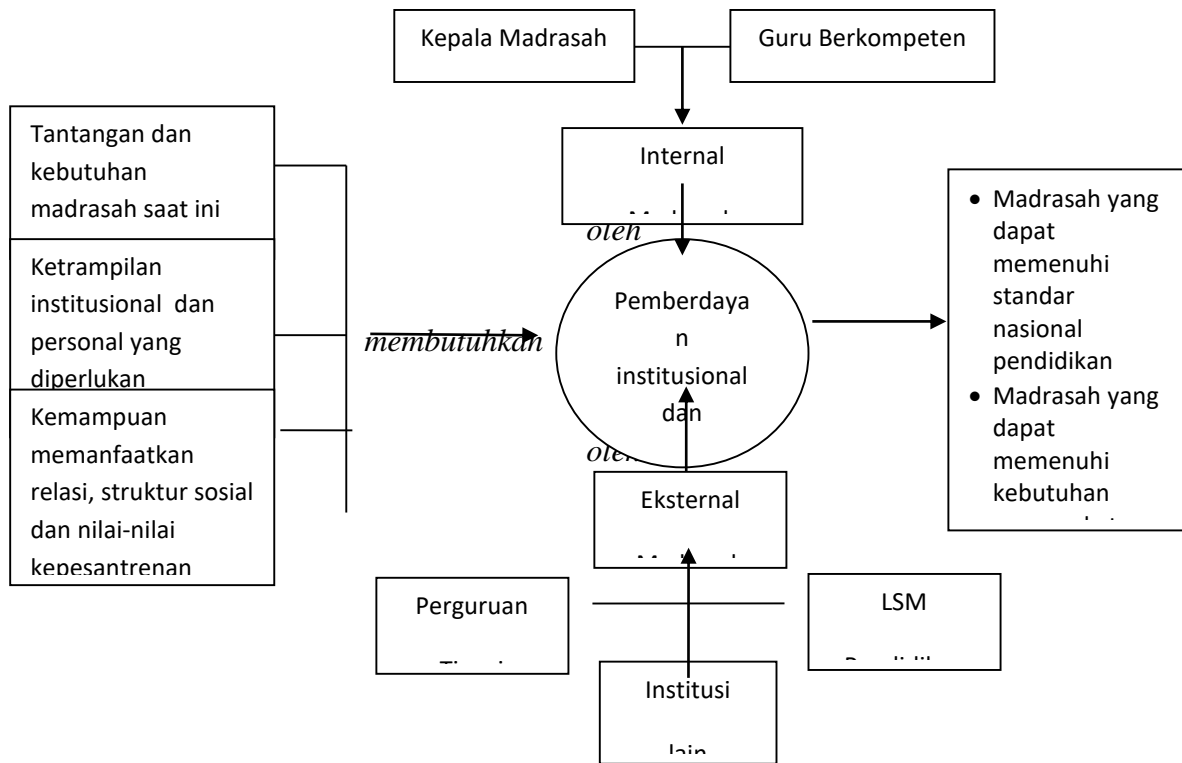 Kepala Madrasah
Guru Berkompeten
Tantangan dan
kebutuhan
madrasah saat ini
Ketrampilan
institusional dan
personal yang
diperlukan
Kemampuan
memanfaatkan
relasi, struktur sosial
dan nilai-nilai
kepesantrenan
membutuhkan
Internal
oleh
Pemberdaya
n
institusional
dan
oleh
Eksternal
Perguruan
LSM
Institusi
lain
Madrasah yang
dapat
memenuhi
standar
nasional
pendidikan
Madrasah yang
dapat
memenuhi
kebutuhan